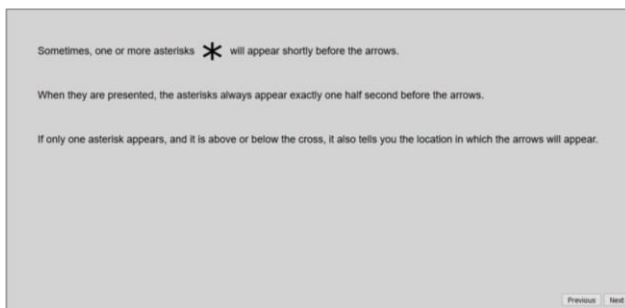 Sometimes, one or more asterisks * will appear shortly before the arrows.
When they are presented, the asterisks always appear exactly one half second before the arrows.
If only one asterisk appears, and it is above or below the cross, it also tells you the location in which the arrows will appear.
Previous Next